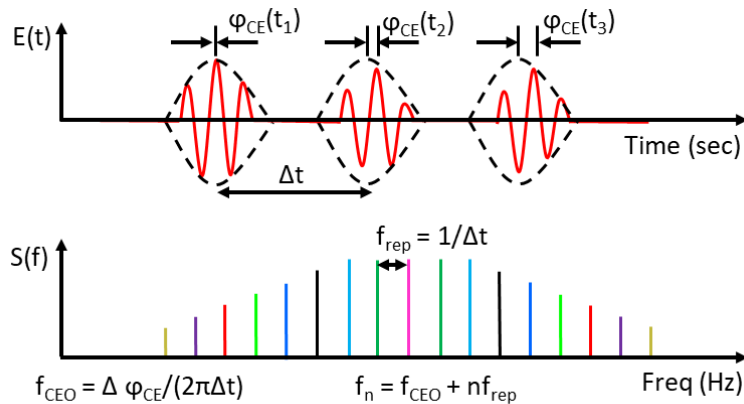 φCE(t1) φCE(t2) φCE(t3)
E(t)
Time (sec)
Δt
frep = 1/Δt
S(f)
fCEO = Δ φCE/(2πΔt) fn = fCEO + nfrep Freq (Hz)